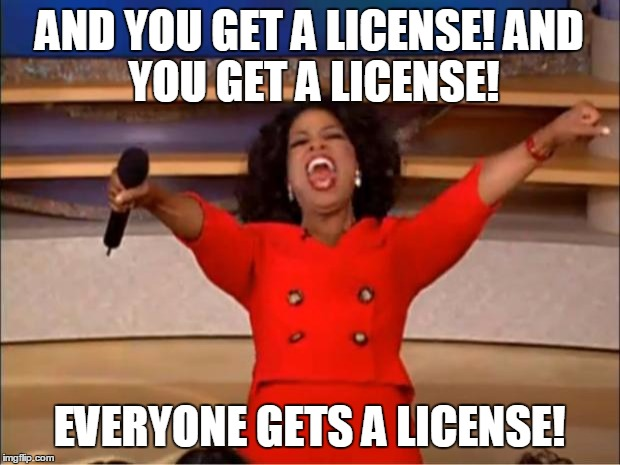 AND YOU GET A LICENSE! AND
YOU GET A LICENSE!
EVERYONE GETS A LICENSE!
imgflip.com